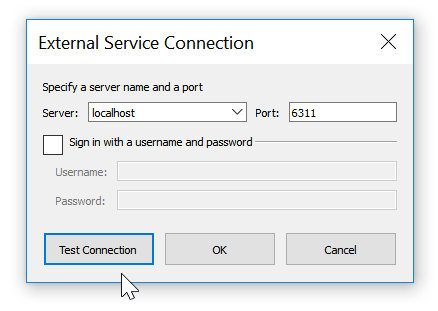 External Service Connection
Specify a server name and a port
Server: localhost Port: 6311
Sign in with a username and password
Username:
Password:
Test Connection OK Cancel